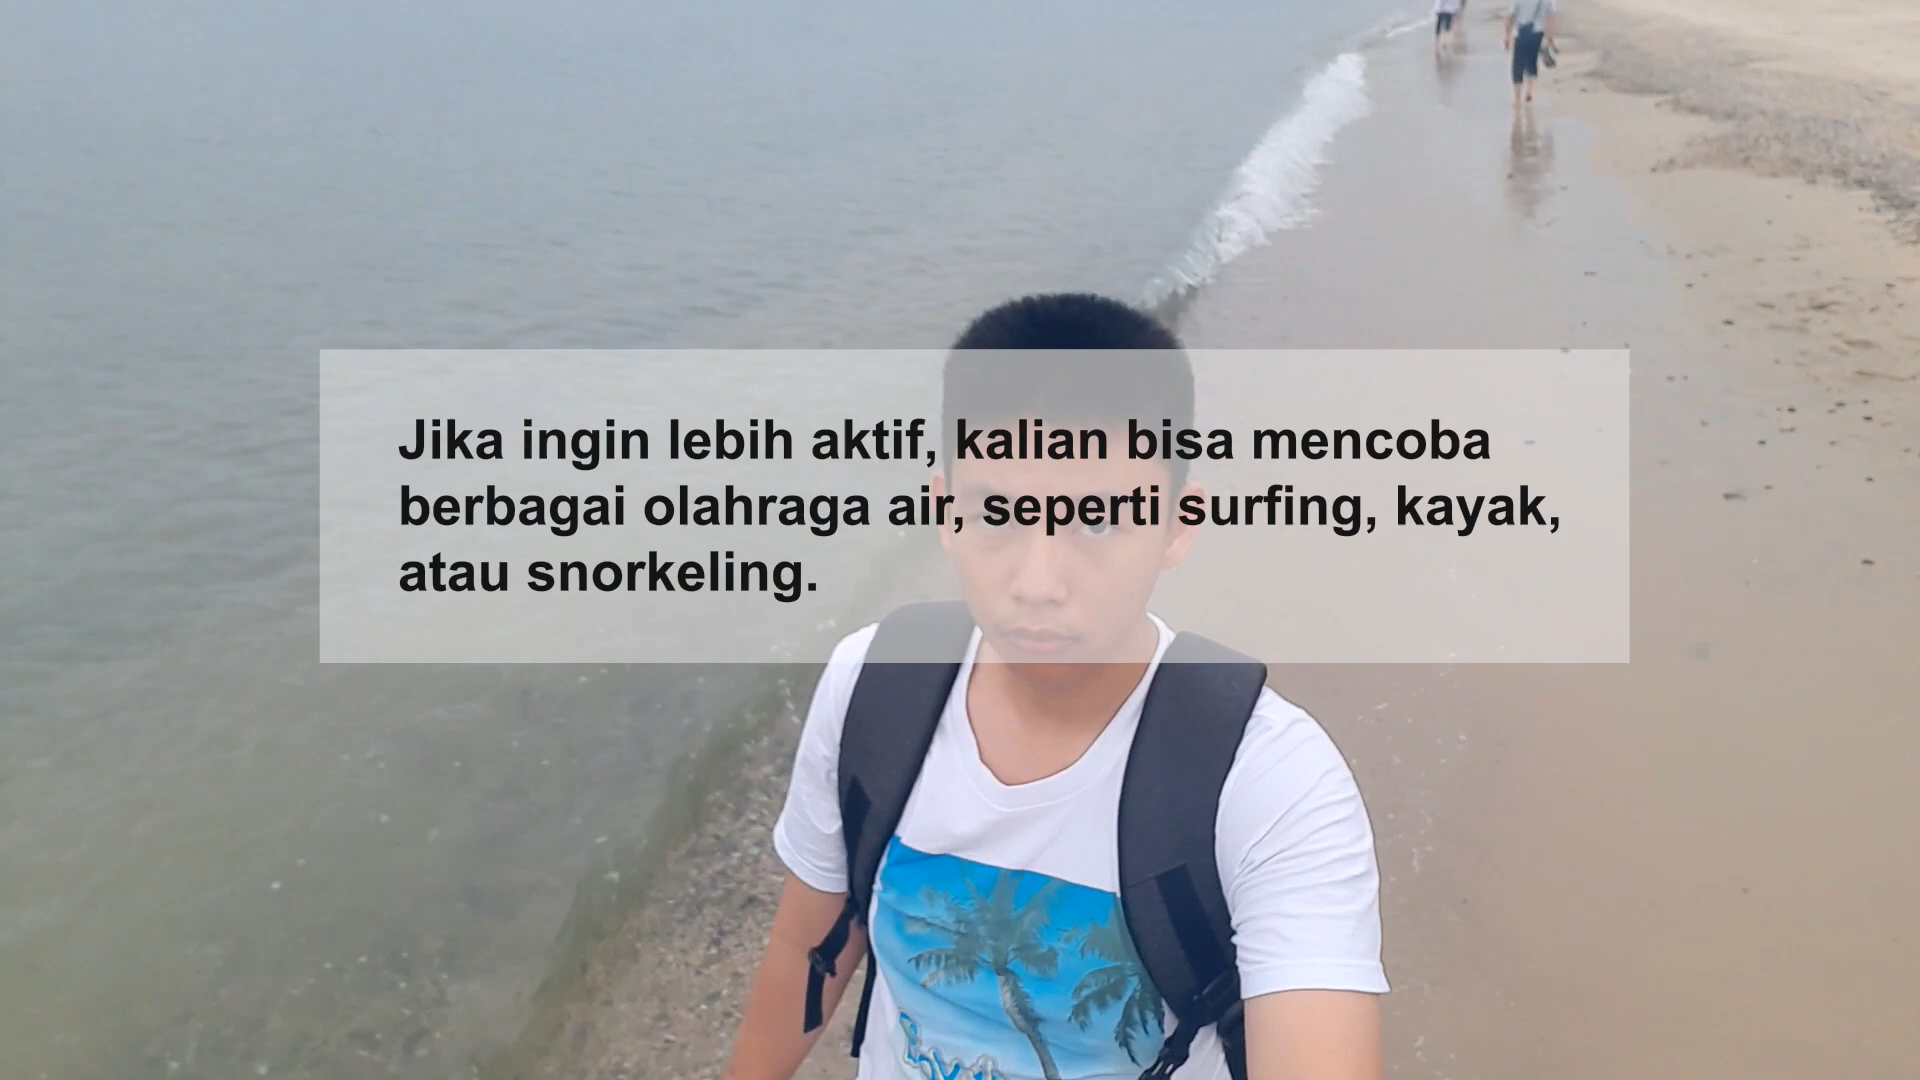 Jika ingin lebih aktif, kalian bisa mencoba
berbagai olahraga air, seperti surfing, kayak,
atau snorkeling.